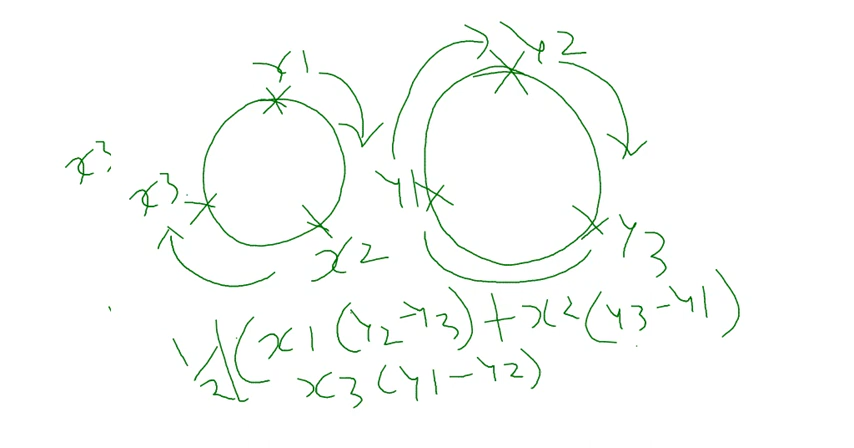 x1
y2
x3
x3
y1
x2
y3
1/2|(x1(y2-y3)+x2(y3-y1)
x3(y1-y2)